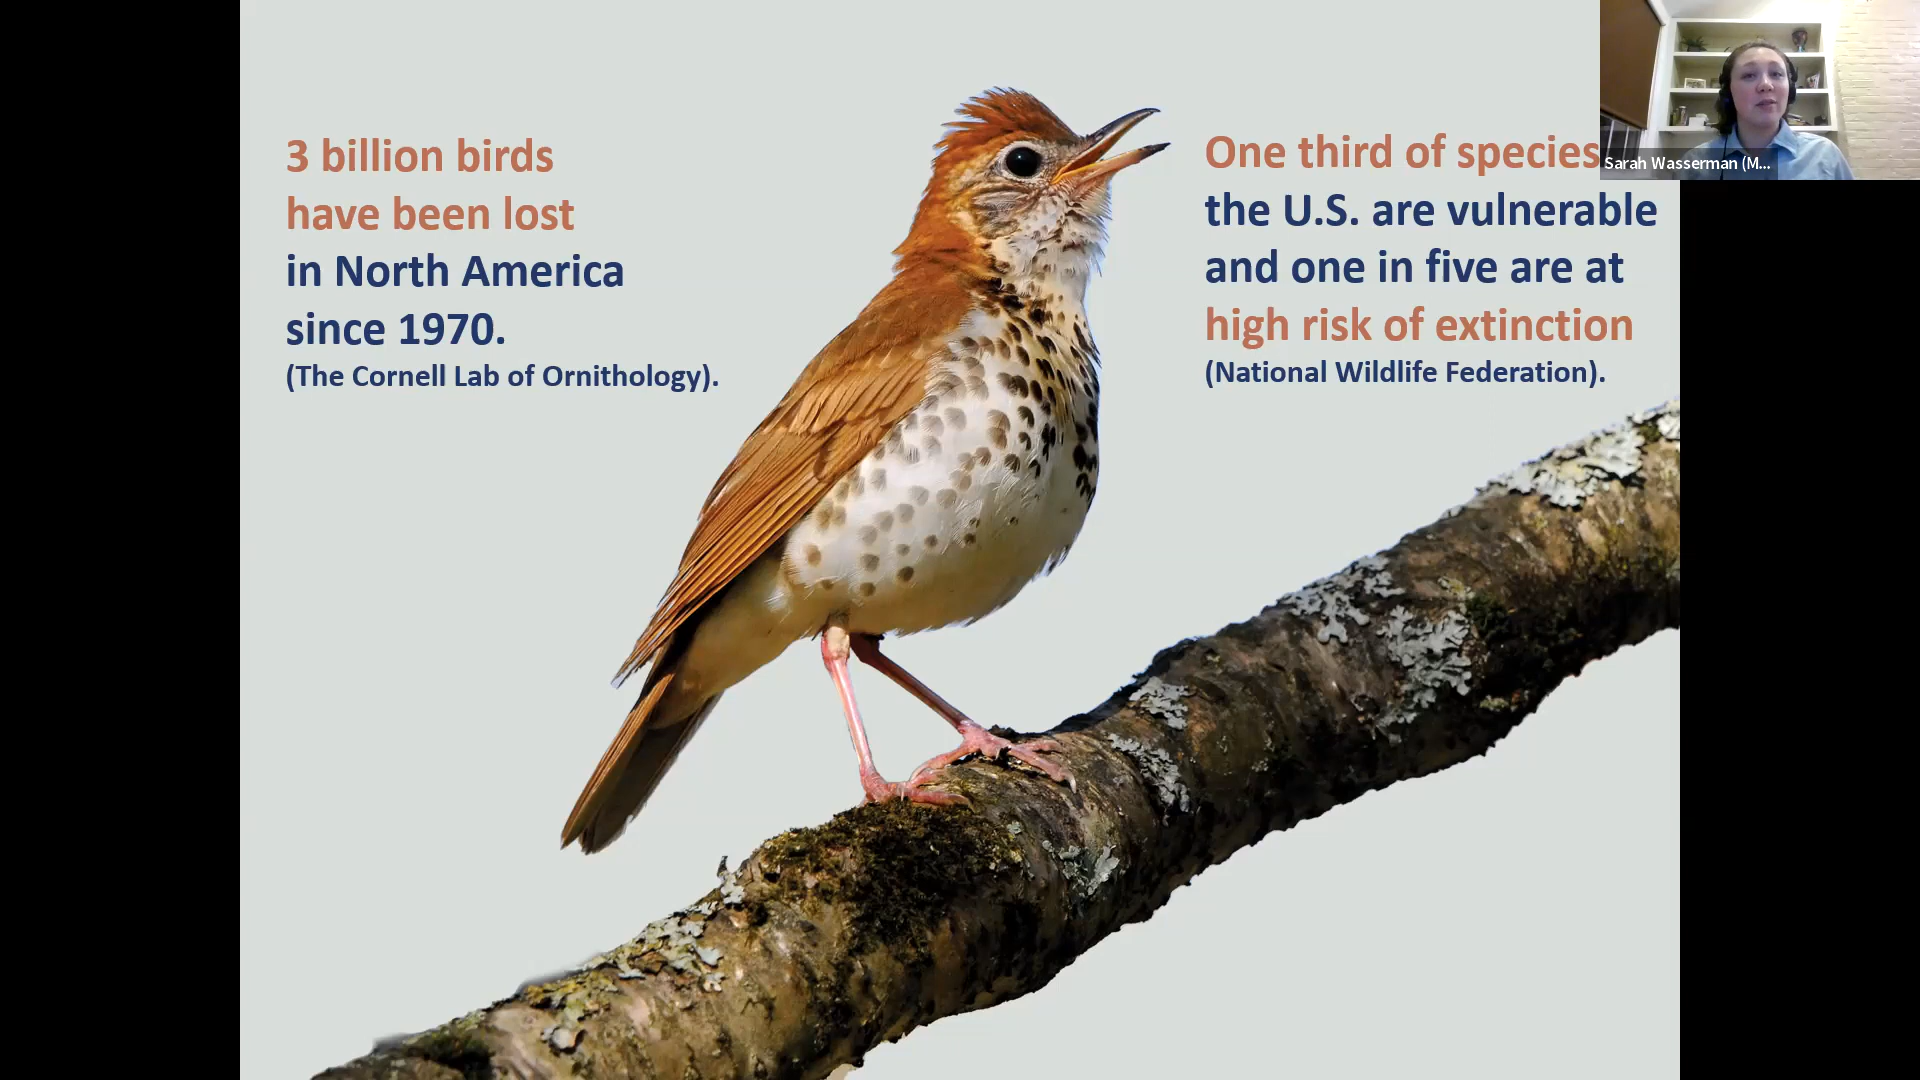 3 billion birds
have been lost
in North America
since 1970.
(The Cornell Lab of Ornithology).
One third of species
the U.S. are vulnerable
and one in five are at
high risk of extinction
(National Wildlife Federation).
Sarah Wasserman (M...